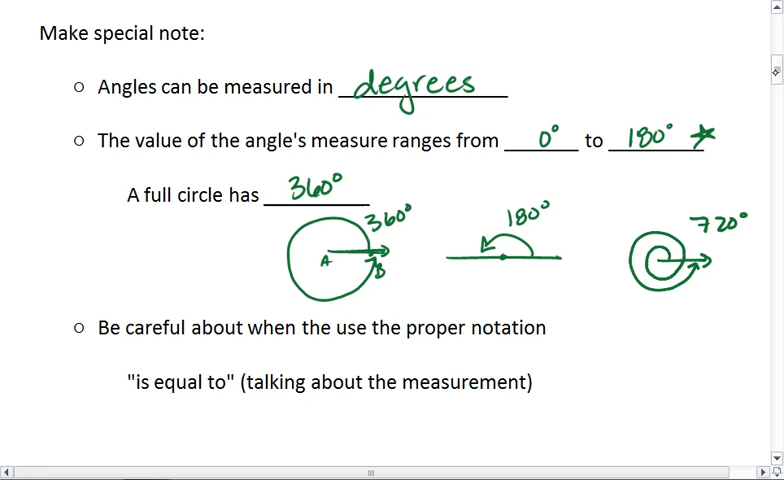 Make special note:
o Angles can be measured in degrees
o The value of the angle's measure ranges from 0° to 180° ★
A full circle has 360°
360° 180° 720°
A B
o Be careful about when the use the proper notation
"is equal to" (talking about the measurement)